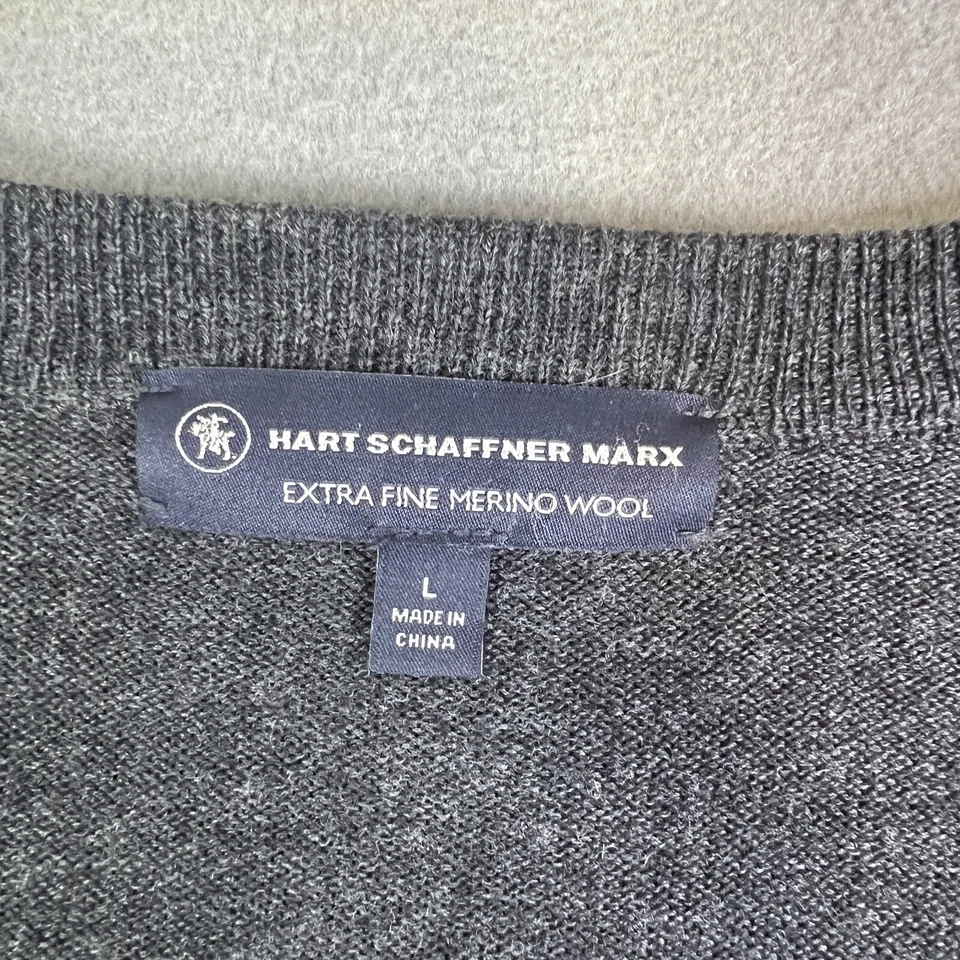 HART SCHAFFNER MARX
EXTRA FINE MERINO WOOL
L
MADE IN
CHINA